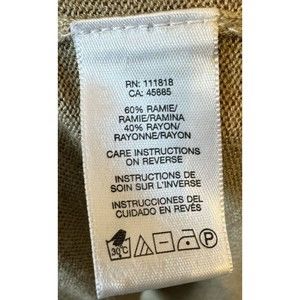 RN: 111818
CA: 45885
60% RAMIE/
RAMIE/RAMINA
40% RAYON/
RAYONNE/RAYON
CARE INSTRUCTIONS
ON REVERSE
INSTRUCTIONS DE
SOIN SUR L'INVERSE
INSTRUCCIONES DEL
CUIDADO EN REVÉS
30°C P